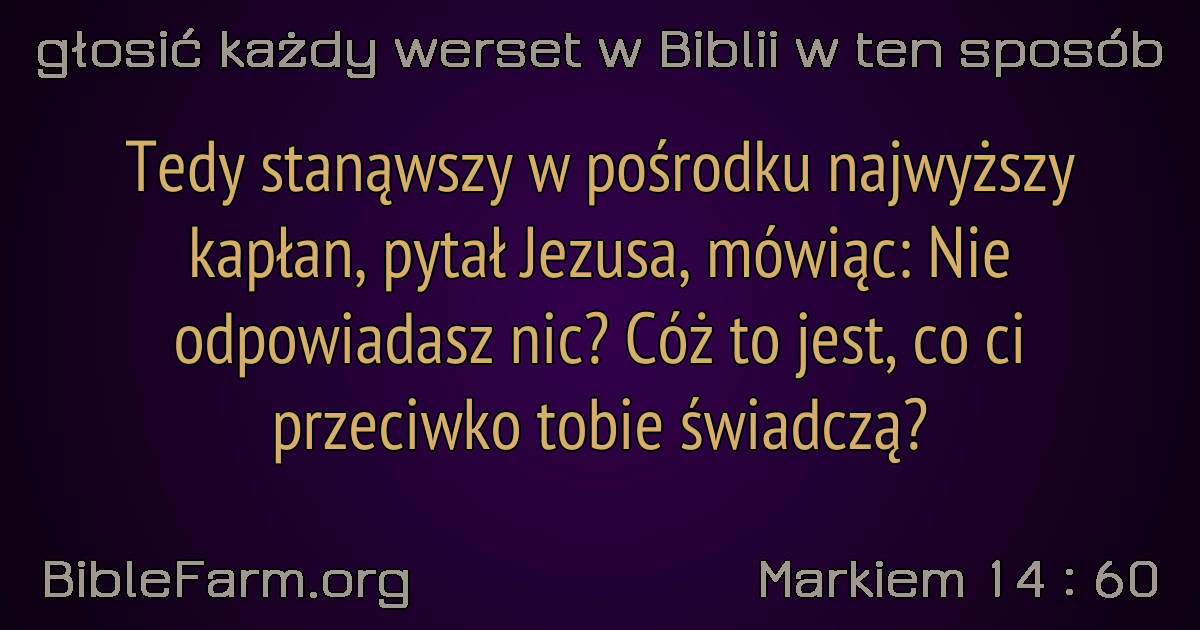 głosić każdy werset w Biblii w ten sposób
Tedy stanąwszy w pośrodku najwyższy
kapłan, pytał Jezusa, mówiąc: Nie
odpowiadasz nic? Cóż to jest, co ci
przeciwko tobie świadczą?
BibleFarm.org
Markiem 14 : 60